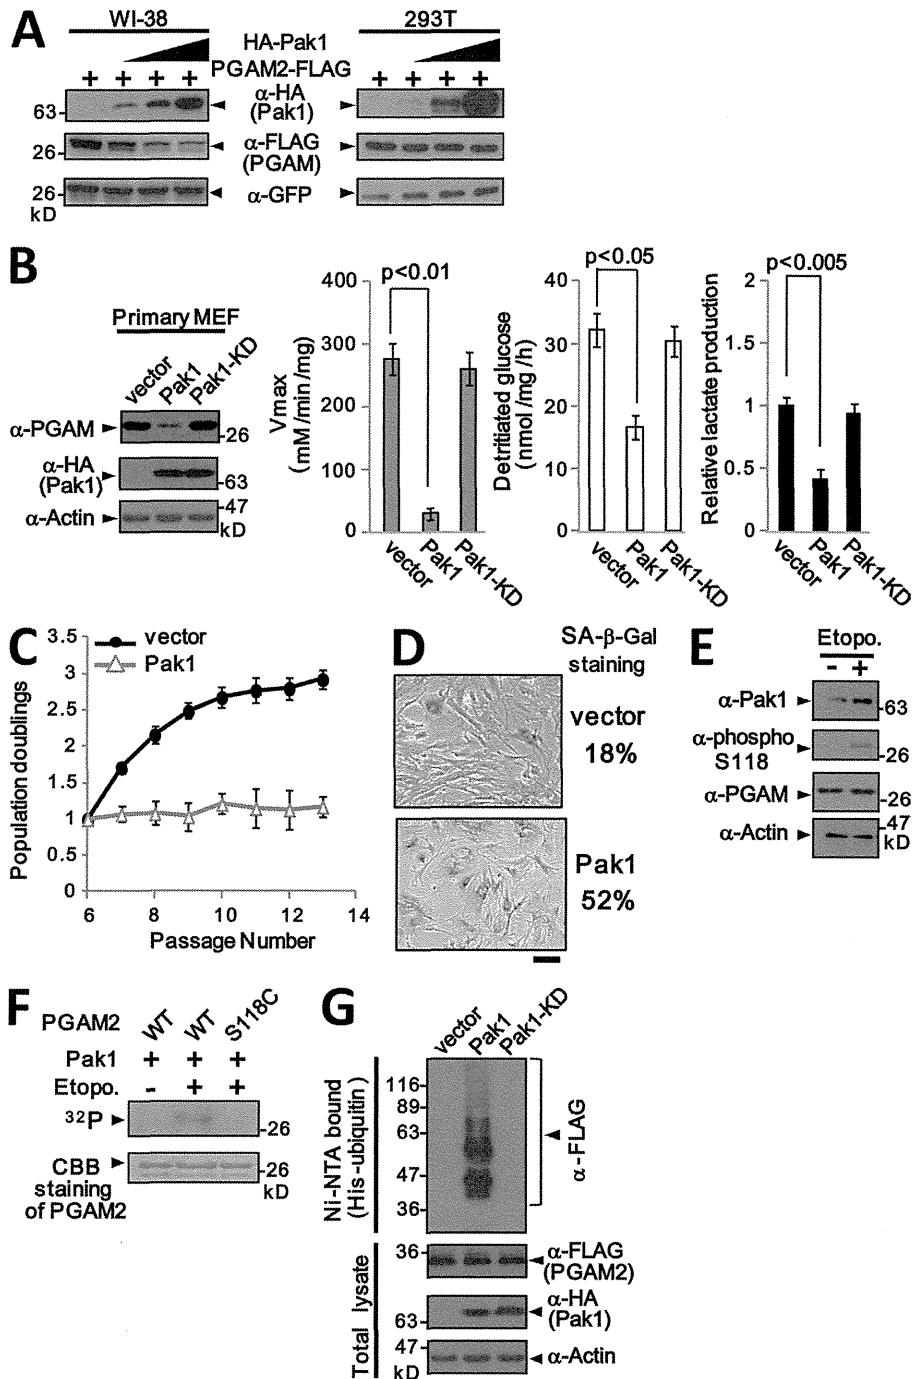 A
WI-38
293T
HA-Pak1
PGAM2-FLAG
+ + + +
+ + + +
63-
α-HA
(Pak1)
26-
α-FLAG
(PGAM)
26-
kD
α-GFP
B
Primary MEF
vector
Pak1
Pak1-KD
α-PGAM
-26
α-HA
(Pak1)
-63
α-Actin
-47
kD
p<0.01
400
300
200
100
0
Vmax
(mM/min/mg)
vector
Pak1
Pak1-KD
p<0.05
40
30
20
10
0
Detritiated glucose
(nmol/mg/h)
vector
Pak1
Pak1-KD
p<0.005
2
1.5
1
0.5
0
Relative lactate production
vector
Pak1
Pak1-KD
C
vector
Pak1
3.5
3
2.5
2
1.5
1
0.5
0
Population doublings
6 8 10 12 14
Passage Number
D
SA-β-Gal
staining
vector
18%
Pak1
52%
E
Etopo.
- +
α-Pak1
-63
α-phospho
S118
-26
α-PGAM
-26
α-Actin
-47
kD
F
PGAM2
WT
WT
S118C
Pak1
+ + +
Etopo.
- + +
32P
-26
CBB
staining
of PGAM2
-26
kD
G
vector
Pak1
Pak1-KD
Ni-NTA bound
(His-ubiquitin)
116-
89-
63-
47-
36-
α-FLAG
Total lysate
36-
α-FLAG
(PGAM2)
63-
α-HA
(Pak1)
47-
kD
α-Actin